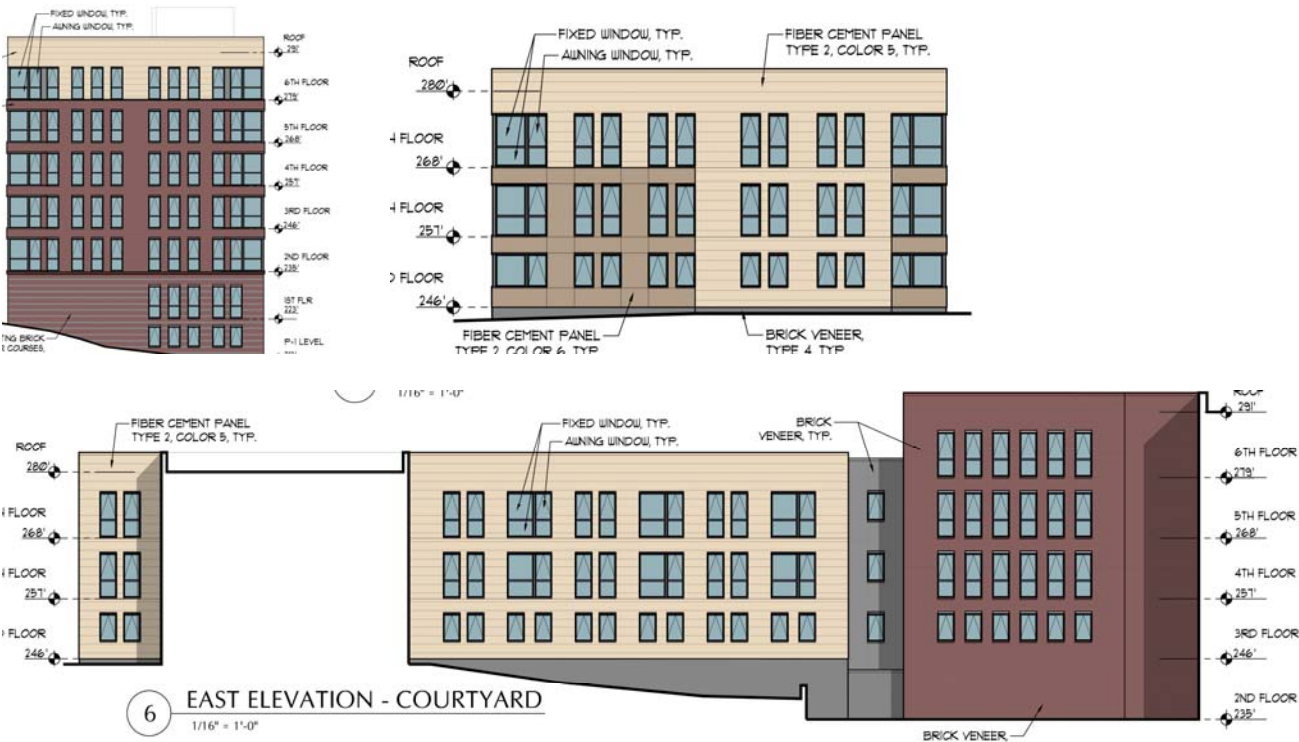 FIXED WINDOW, TYP.
AWNING WINDOW, TYP.
ROOF
291'
6TH FLOOR
279'
5TH FLOOR
268'
4TH FLOOR
257'
3RD FLOOR
246'
2ND FLOOR
235'
1ST FLR
223'
P-1 LEVEL
BRICK
COURSES,
FIXED WINDOW, TYP.
AWNING WINDOW, TYP.
FIBER CEMENT PANEL
TYPE 2, COLOR 5, TYP.
ROOF
280'
FLOOR
268'
FLOOR
257'
FLOOR
246'
FIBER CEMENT PANEL
TYPE 2, COLOR 6, TYP
BRICK VENEER,
TYPE 4, TYP
1/16" = 1'-0"
FIBER CEMENT PANEL
TYPE 2, COLOR 5, TYP.
FIXED WINDOW, TYP.
AWNING WINDOW, TYP.
BRICK
VENEER, TYP.
ROOF
280'
FLOOR
268'
FLOOR
257'
FLOOR
246'
ROOF
291'
6TH FLOOR
279'
5TH FLOOR
268'
4TH FLOOR
257'
3RD FLOOR
246'
2ND FLOOR
235'
BRICK VENEER,
6 EAST ELEVATION - COURTYARD
1/16" = 1'-0"